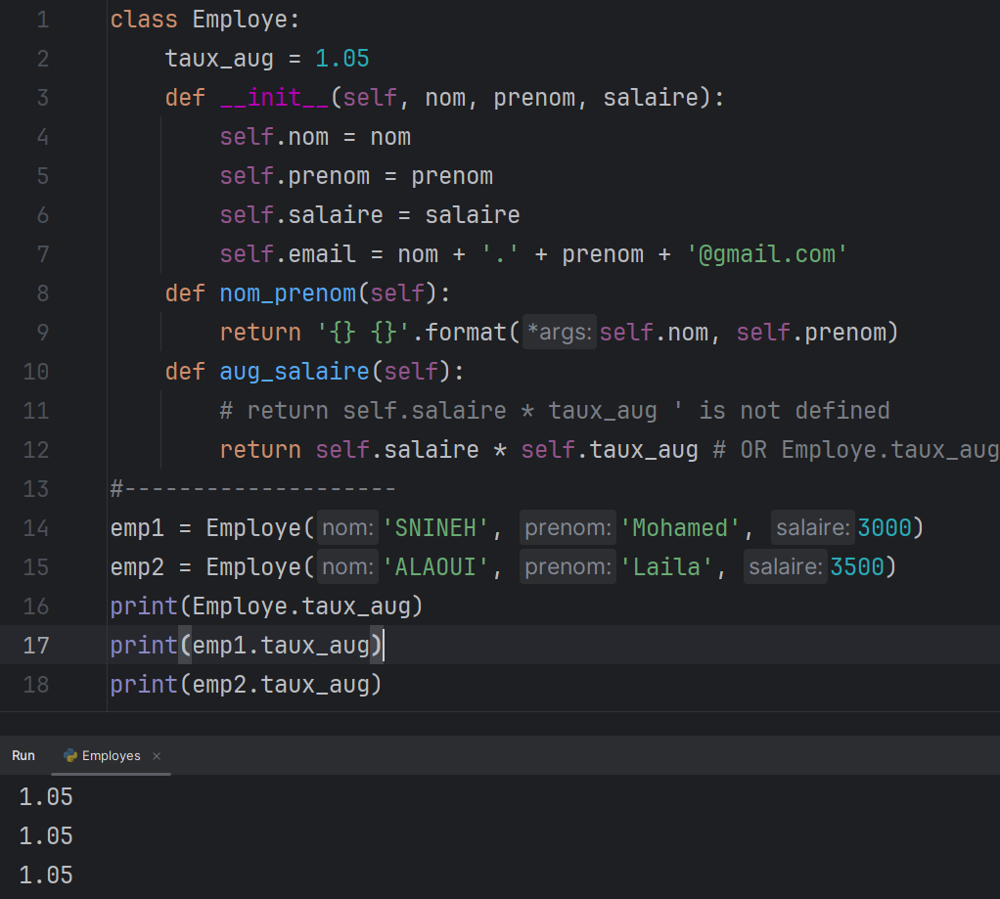 1 class Employe:
2     taux_aug = 1.05
3     def __init__(self, nom, prenom, salaire):
4         self.nom = nom
5         self.prenom = prenom
6         self.salaire = salaire
7         self.email = nom + '.' + prenom + '@gmail.com'
8     def nom_prenom(self):
9         return '{} {}'.format( *args: self.nom, self.prenom)
10     def aug_salaire(self):
11         # return self.salaire * taux_aug ' is not defined
12         return self.salaire * self.taux_aug # OR Employe.taux_aug
13 #--------------------
14 emp1 = Employe( nom: 'SNINEH', prenom: 'Mohamed', salaire: 3000)
15 emp2 = Employe( nom: 'ALAOUI', prenom: 'Laila', salaire: 3500)
16 print(Employe.taux_aug)
17 print(emp1.taux_aug)
18 print(emp2.taux_aug)
Run Employes ×
1.05
1.05
1.05